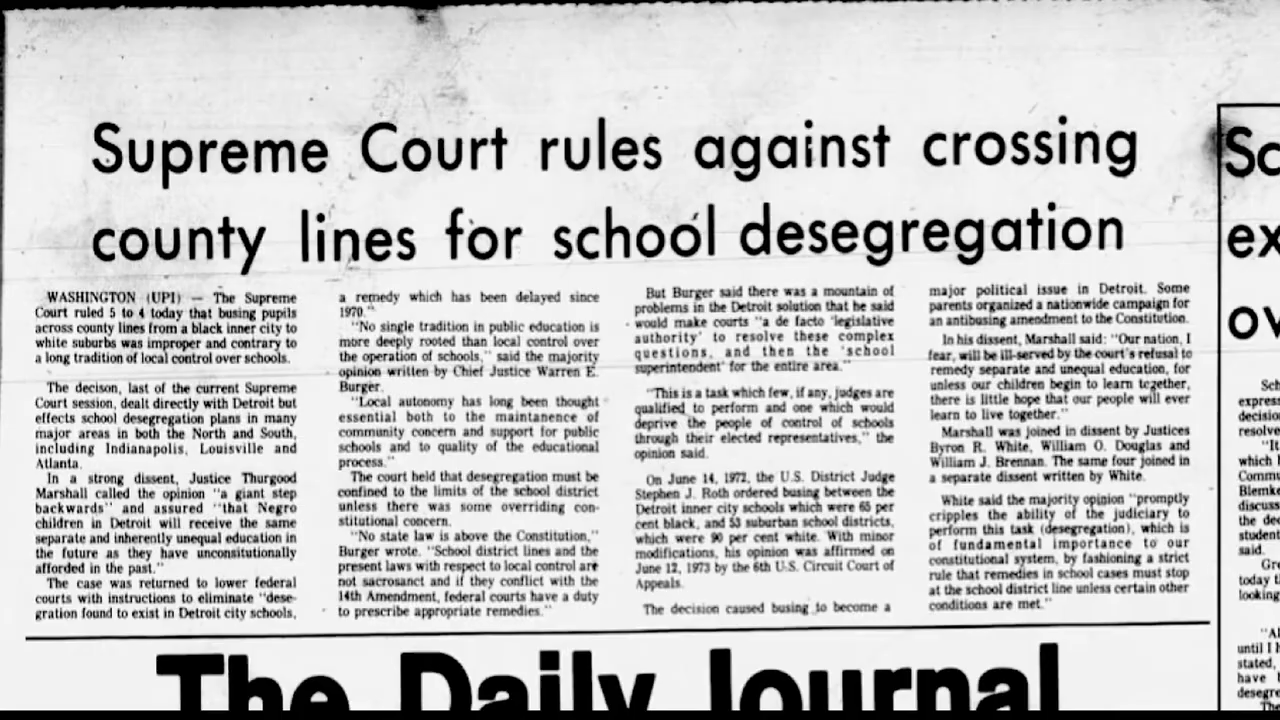 Supreme Court rules against crossing
county lines for school desegregation
WASHINGTON (UPI) — The Supreme
Court ruled 5 to 4 today that busing pupils
across county lines from a black inner city to
white suburbs was improper and contrary to
a long tradition of local control over schools.
The decison, last of the current Supreme
Court session, dealt directly with Detroit but
effects school desegregation plans in many
major areas in both the North and South,
including Indianapolis, Louisville and
Atlanta.
In a strong dissent, Justice Thurgood
Marshall called the opinion "a giant step
backwards" and assured "that Negro
children in Detroit will receive the same
separate and inherently unequal education in
the future as they have unconstitutionally
afforded in the past."
The case was returned to lower federal
courts with instructions to eliminate "dese-
gration found to exist in Detroit city schools,
a remedy which has been delayed since
1970."
"No single tradition in public education is
more deeply rooted than local control over
the operation of schools," said the majority
opinion written by Chief Justice Warren E.
Burger.
"Local autonomy has long been thought
essential both to the maintanence of
community concern and support for public
schools and to quality of the educational
process."
The court held that desegregation must be
confined to the limits of the school district
unless there was some overriding con-
stitutional concern.
"No state law is above the Constitution,"
Burger wrote. "School district lines and the
present laws with respect to local control are
not sacrosanct and if they conflict with the
14th Amendment, federal courts have a duty
to prescribe appropriate remedies."
But Burger said there was a mountain of
problems in the Detroit solution that he said
would make courts "a de facto 'legislative
authority' to resolve these complex
questions, and then the 'school
superintendent' for the entire area."
"This is a task which few, if any, judges are
qualified to perform and one which would
deprive the people of control of schools
through their elected representatives," the
opinion said.
On June 14, 1972, the U.S. District Judge
Stephen J. Roth ordered busing between the
Detroit inner city schools which were 65 per
cent black, and 53 suburban school districts,
which were 90 per cent white. With minor
modifications, his opinion was affirmed on
June 12, 1973 by the 6th U.S. Circuit Court of
Appeals.
The decision caused busing to become a
major political issue in Detroit. Some
parents organized a nationwide campaign for
an antibusing amendment to the Constitution.
In his dissent, Marshall said: "Our nation, I
fear, will be ill-served by the court's refusal to
remedy separate and unequal education, for
unless our children begin to learn together,
there is little hope that our people will ever
learn to live together."
Marshall was joined in dissent by Justices
Byron R. White, William O. Douglas and
William J. Brennan. The same four joined in
a separate dissent written by White.
White said the majority opinion "promptly
cripples the ability of the judiciary to
perform this task (desegregation), which is
of fundamental importance to our
constitutional system, by fashioning a strict
rule that remedies in school cases must stop
at the school district line unless certain other
conditions are met."
The Daily Journal
Sc
ex
ov
Sch
express
decision
resolve
"It
which
Commu
Blemke
discuss
the dec
student
said.
Gre
today t
looking
"Al
until I h
stated,
have
desegre